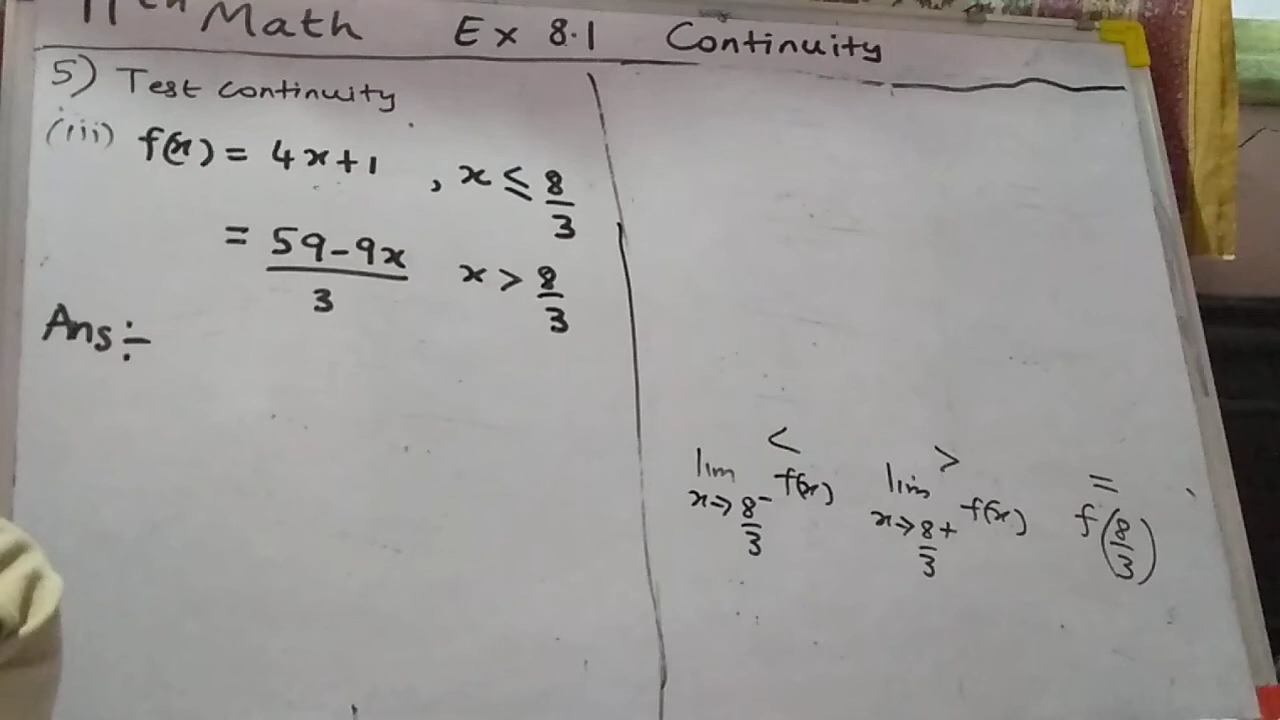 11th Math Ex 8.1 Continuity
5) Test continuity
(iii) f(x) = 4x+1 , x ≤ 8/3
= 59-9x/3 x > 8/3
Ans:-
< > =
lim x→8/3⁻ f(x) lim x→8/3+ f(x) f(8/3)